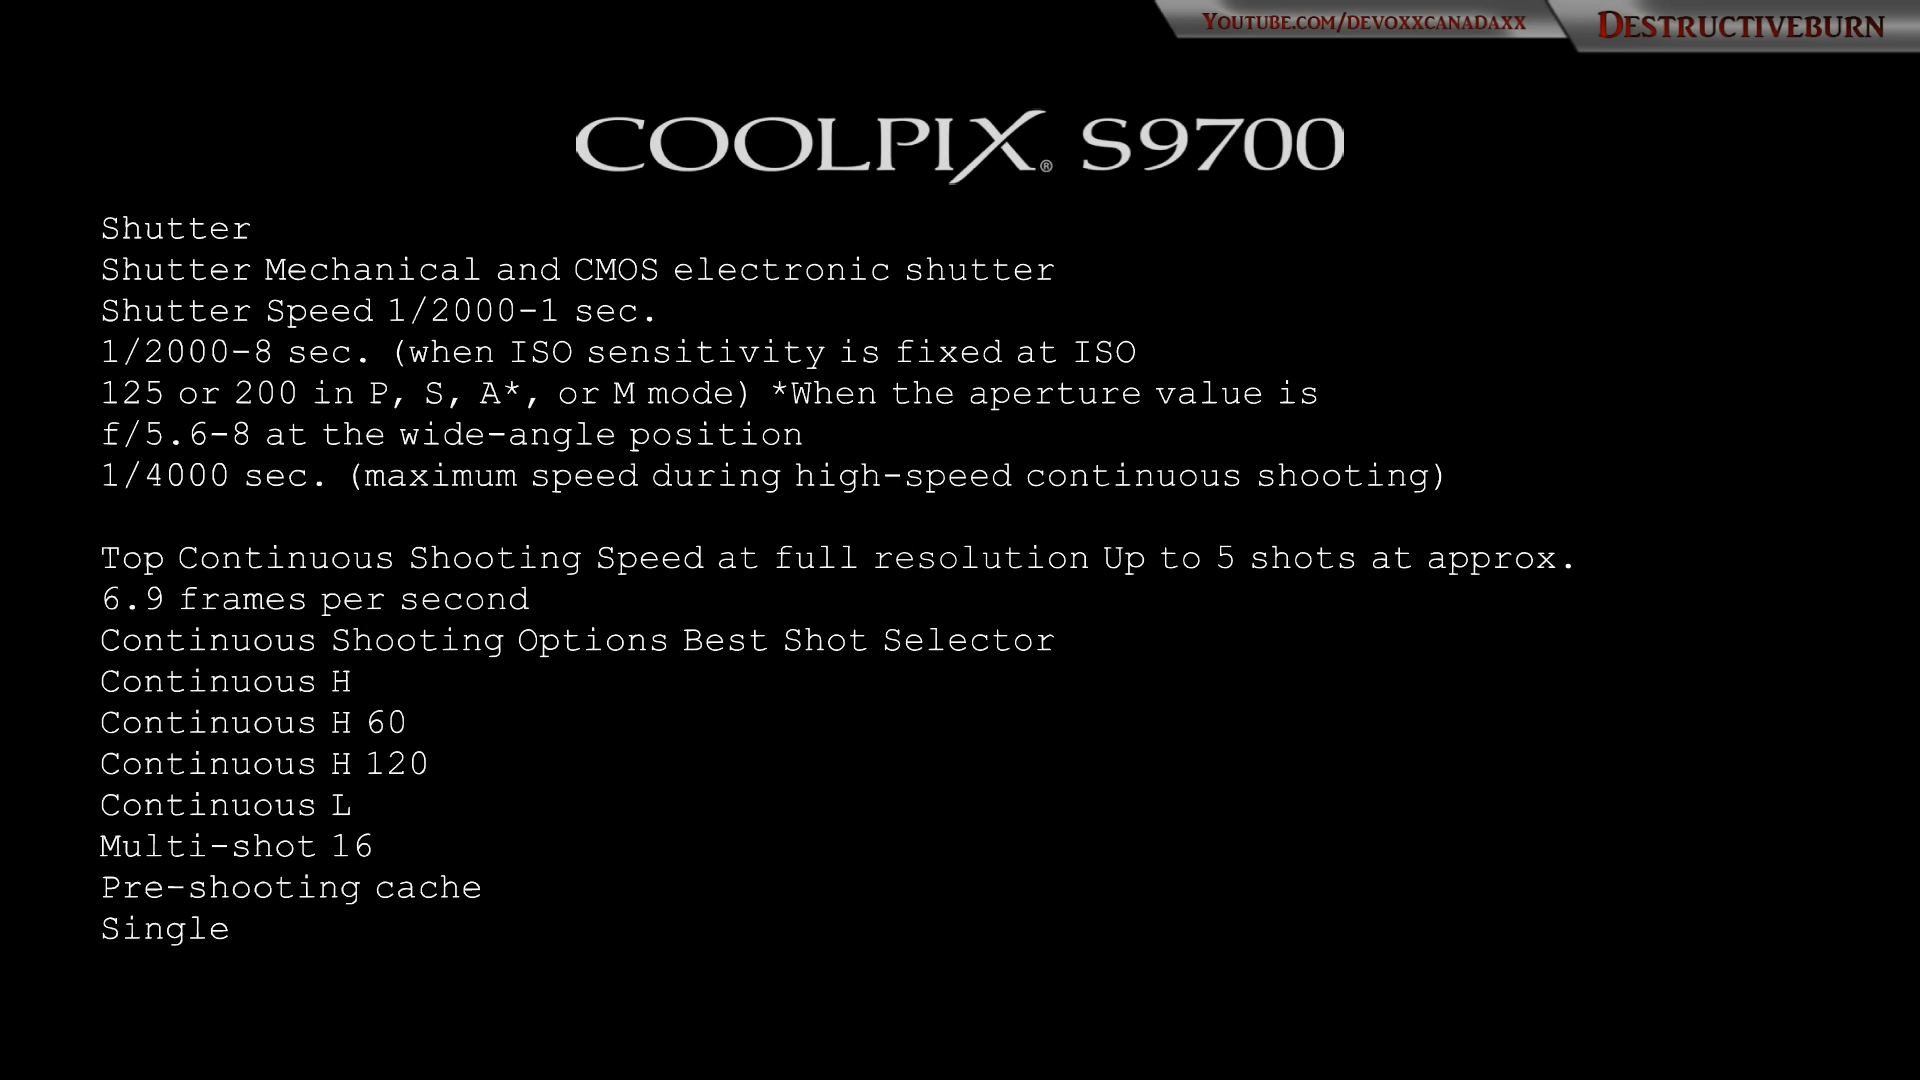 Youtube.com/devoxxcanadaxx
Destructiveburn
COOLPIX® S9700
Shutter
Shutter Mechanical and CMOS electronic shutter
Shutter Speed 1/2000-1 sec.
1/2000-8 sec. (when ISO sensitivity is fixed at ISO
125 or 200 in P, S, A*, or M mode) *When the aperture value is
f/5.6-8 at the wide-angle position
1/4000 sec. (maximum speed during high-speed continuous shooting)
Top Continuous Shooting Speed at full resolution Up to 5 shots at approx.
6.9 frames per second
Continuous Shooting Options Best Shot Selector
Continuous H
Continuous H 60
Continuous H 120
Continuous L
Multi-shot 16
Pre-shooting cache
Single